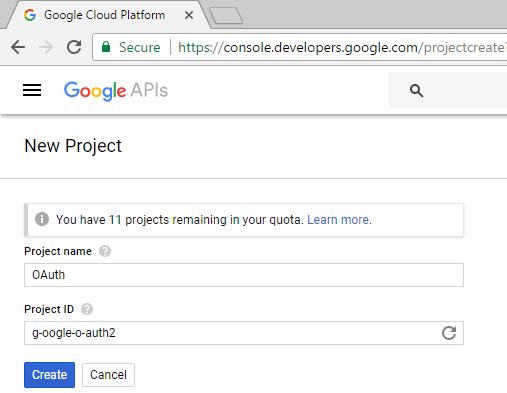 Google Cloud Platform
Secure https://console.developers.google.com/projectcreate?
Google APIs
New Project
You have 11 projects remaining in your quota. Learn more.
Project name
OAuth
Project ID
g-oogle-o-auth2
Create Cancel